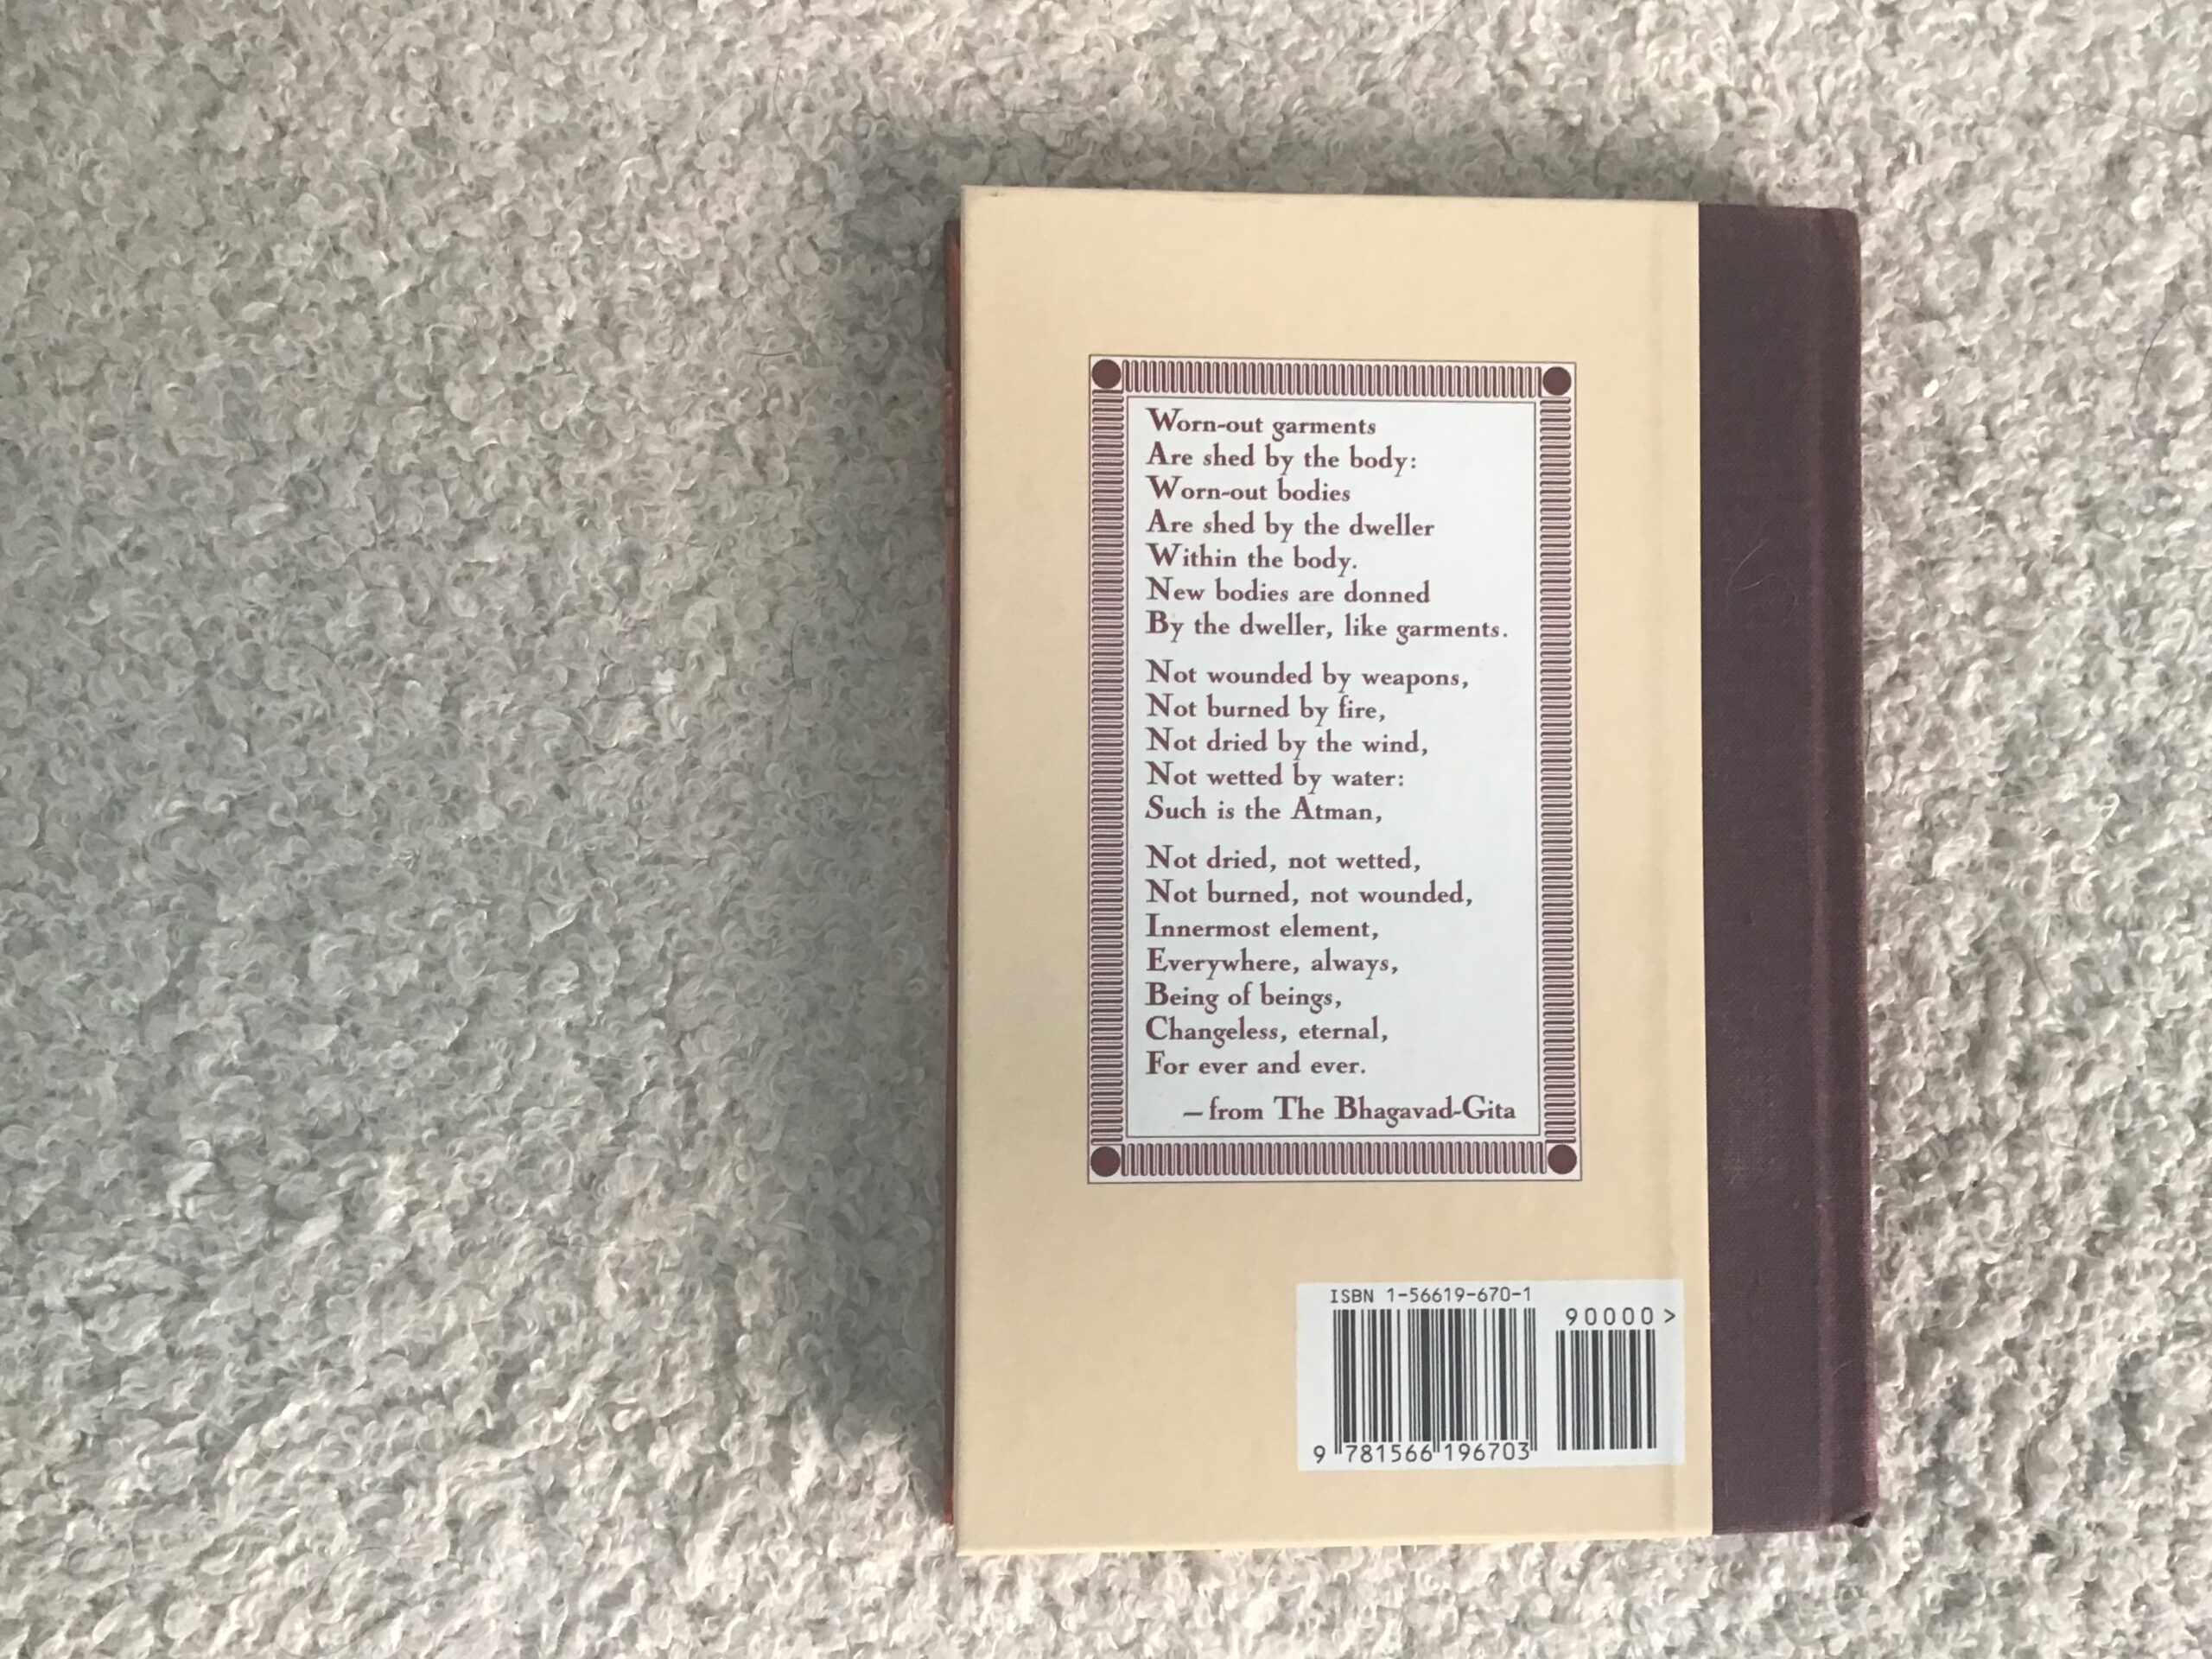 Worn-out garments
Are shed by the body:
Worn-out bodies
Are shed by the dweller
Within the body.
New bodies are donned
By the dweller, like garments.
Not wounded by weapons,
Not burned by fire,
Not dried by the wind,
Not wetted by water:
Such is the Atman,
Not dried, not wetted,
Not burned, not wounded,
Innermost element,
Everywhere, always,
Being of beings,
Changeless, eternal,
For ever and ever.
—from The Bhagavad-Gita
ISBN 1-56619-670-1
90000>
9 781566 196703